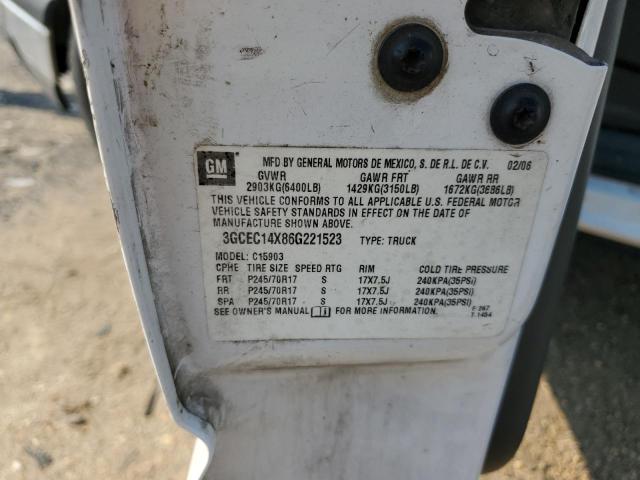 GM MFD BY GENERAL MOTORS DE MEXICO, S. DE R.L. DE C.V. 02/06
GVWR GAWR FRT GAWR RR
2903KG(6400LB) 1429KG(3150LB) 1672KG(3686LB)
THIS VEHICLE CONFORMS TO ALL APPLICABLE U.S. FEDERAL MOTOR
VEHICLE SAFETY STANDARDS IN EFFECT ON THE DATE OF
MANUFACTURE SHOWN ABOVE.
3GCEC14X86G221523 TYPE: TRUCK
MODEL: C15903
CPHE TIRE SIZE SPEED RTG RIM COLD TIRE PRESSURE
FRT P245/70R17 S 17X7.5J 240KPA(35PSI)
RR P245/70R17 S 17X7.5J 240KPA(35PSI)
SPA P245/70R17 S 17X7.5J 240KPA(35PSI)
SEE OWNER'S MANUAL FOR MORE INFORMATION.